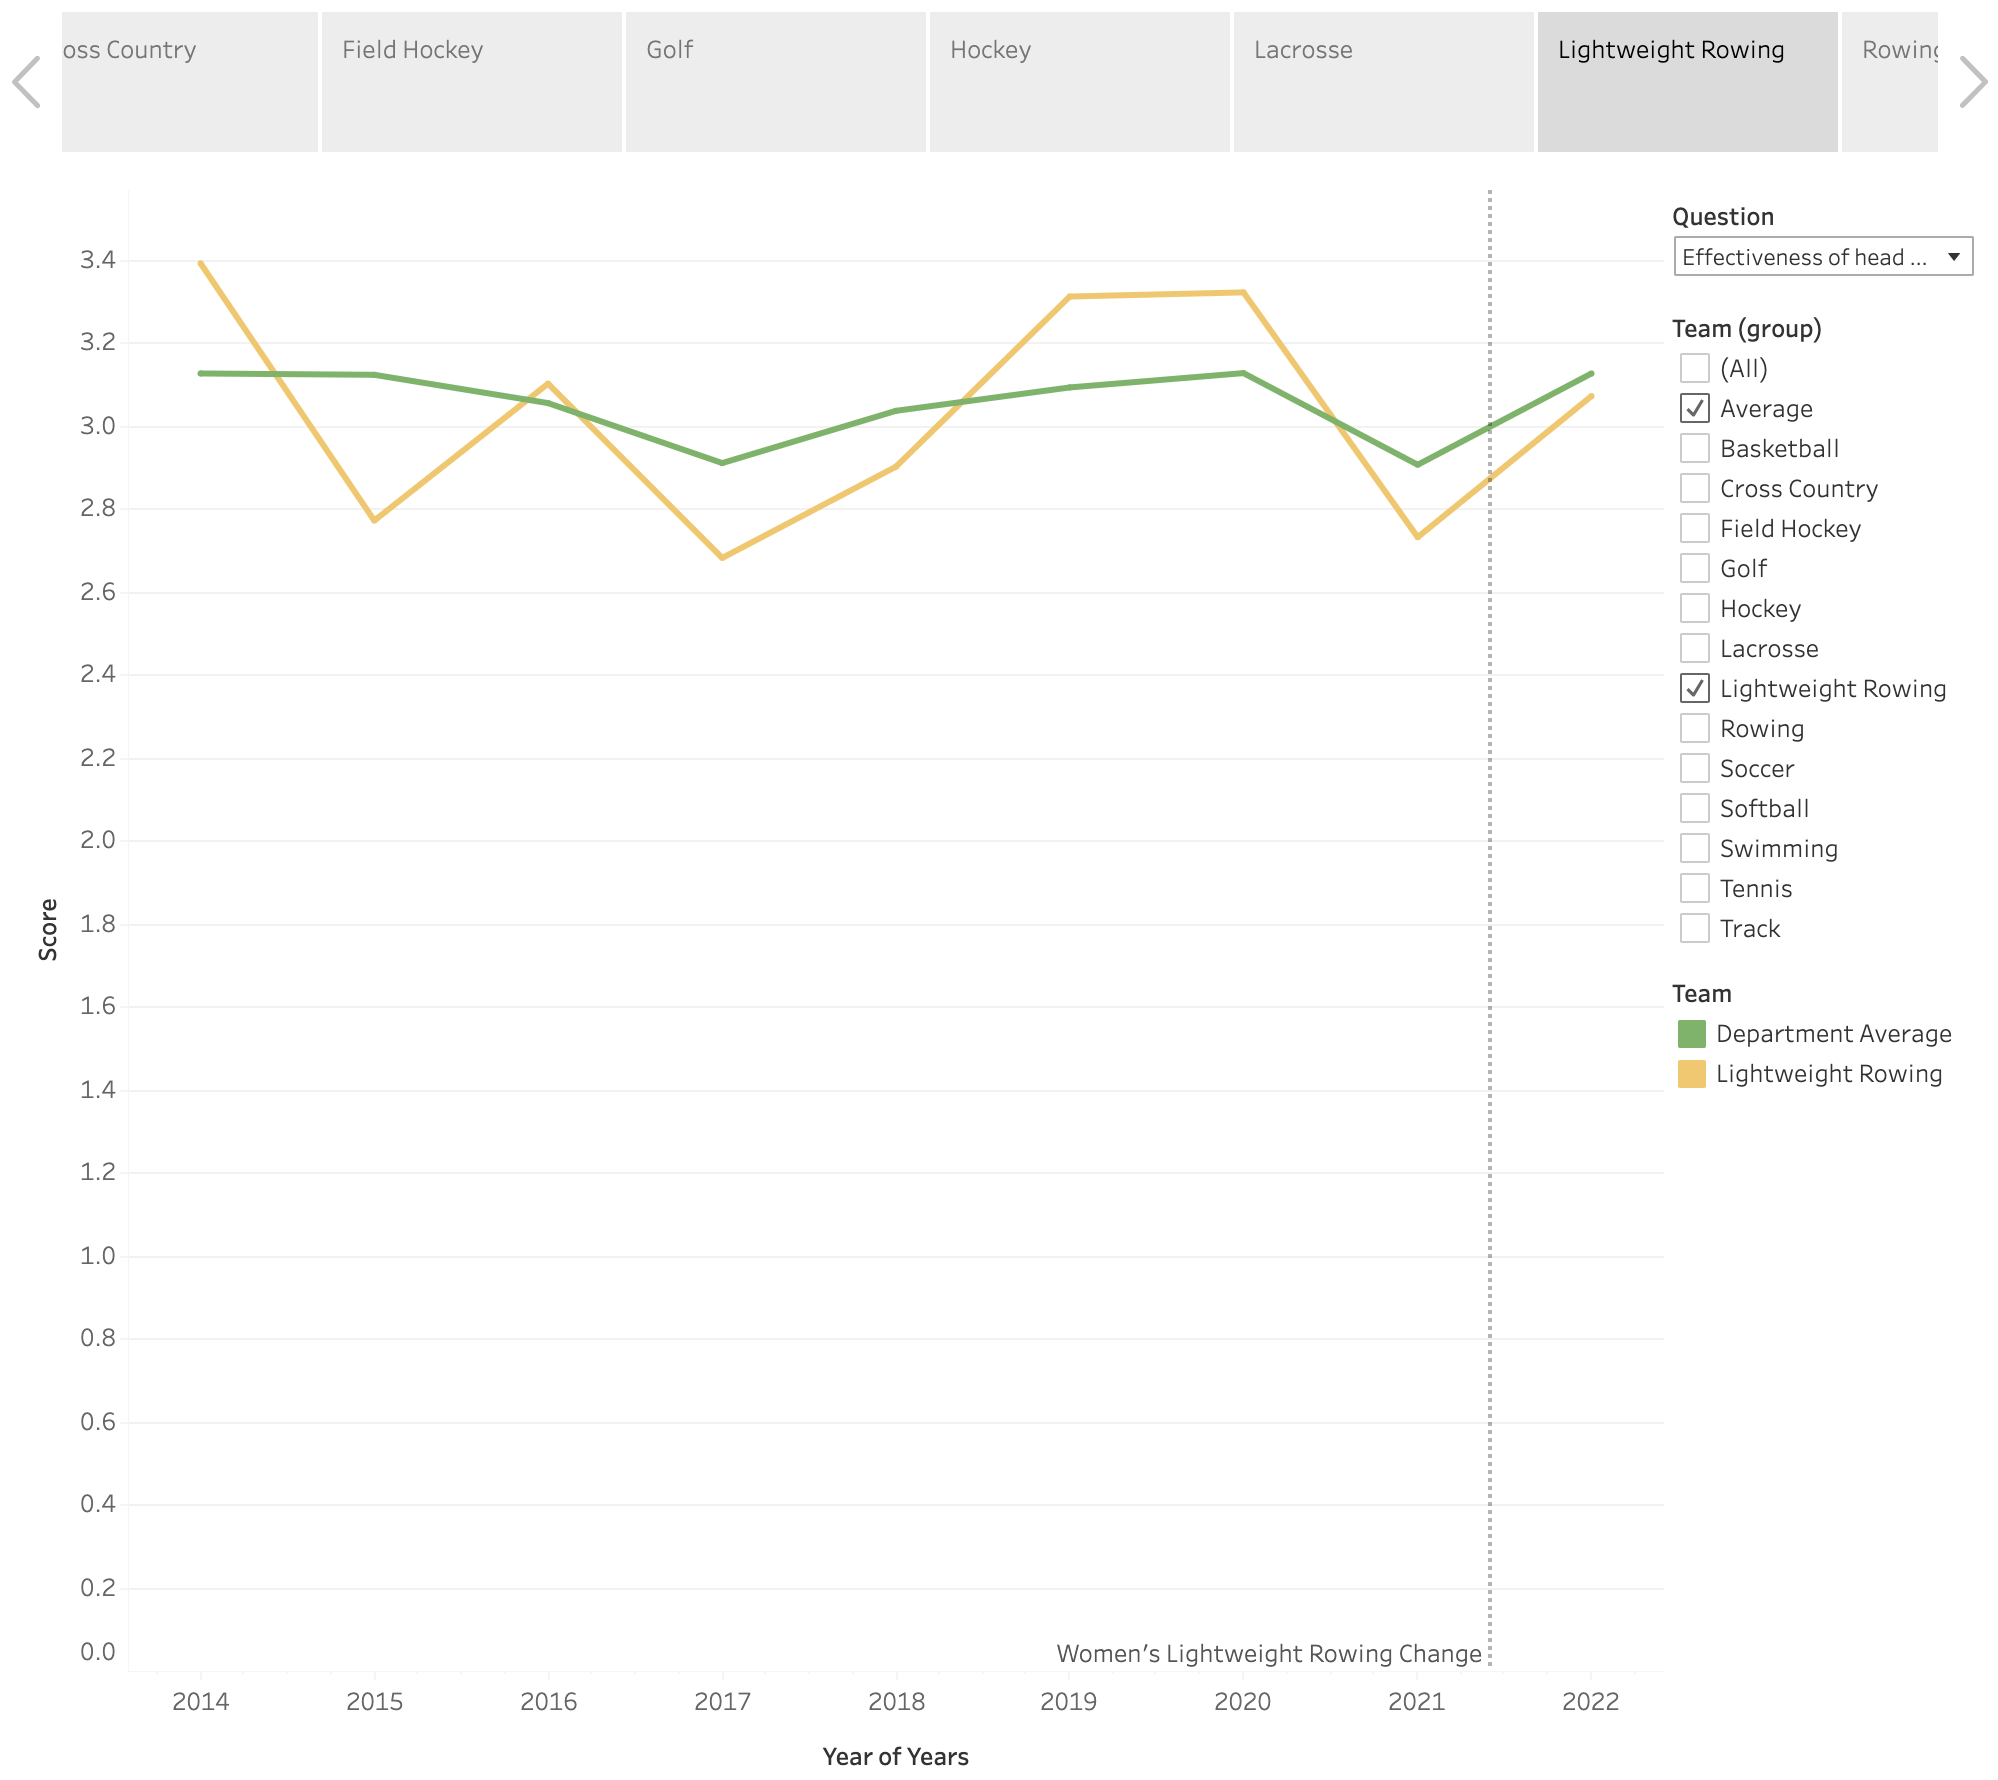 oss Country
Field Hockey
Golf
Hockey
Lacrosse
Lightweight Rowing
Rowing
3.4
3.2
3.0
2.8
2.6
2.4
2.2
2.0
1.8
1.6
1.4
1.2
1.0
0.8
0.6
0.4
0.2
0.0
Score
Women's Lightweight Rowing Change
2014
2015
2016
2017
2018
2019
2020
2021
2022
Year of Years
Question
Effectiveness of head ...
Team (group)
(All)
Average
Basketball
Cross Country
Field Hockey
Golf
Hockey
Lacrosse
Lightweight Rowing
Rowing
Soccer
Softball
Swimming
Tennis
Track
Team
Department Average
Lightweight Rowing